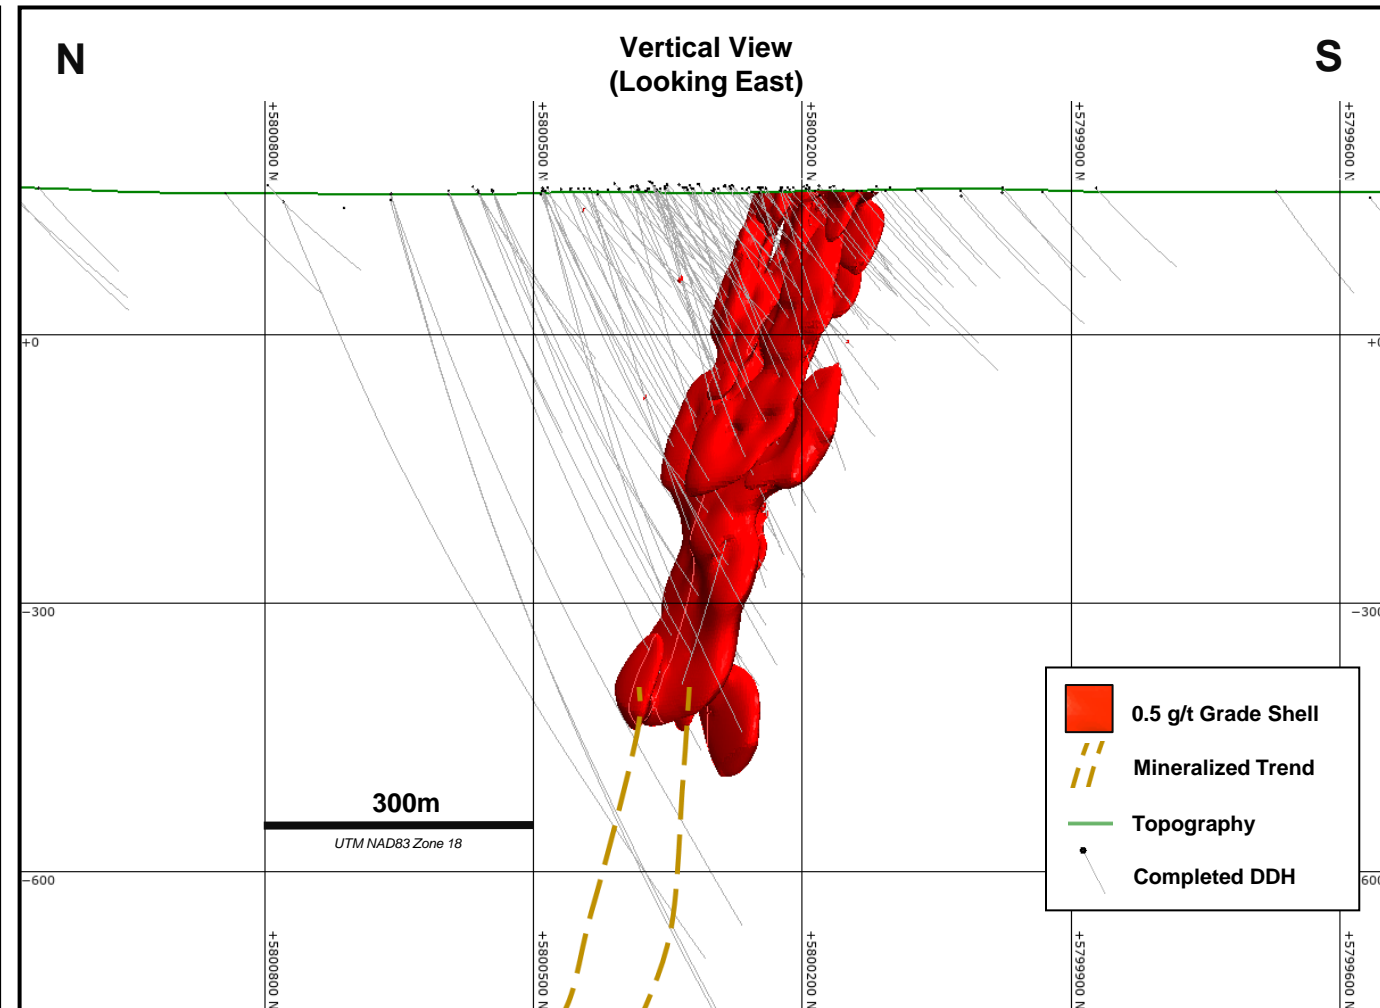 N
Vertical View
(Looking East)
S
+5800800 N
+5800500 N
+5800200 N
+5799900 N
+5799600 N
+0
+0
−300
−300
0.5 g/t Grade Shell
Mineralized Trend
Topography
Completed DDH
300m
UTM NAD83 Zone 18
−600
600
+5800800 N
+5800500 N
+5800200 N
+5799900 N
+5799600 N